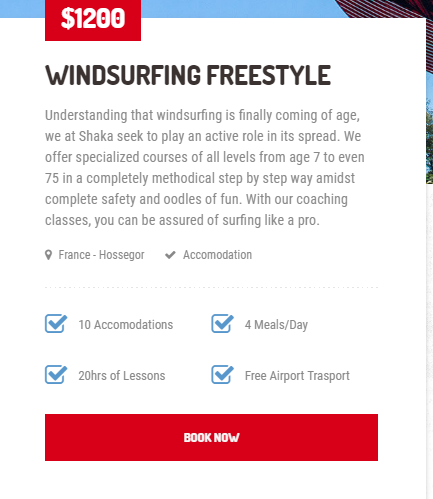 $1200
WINDSURFING FREESTYLE
Understanding that windsurfing is finally coming of age,
we at Shaka seek to play an active role in its spread. We
offer specialized courses of all levels from age 7 to even
75 in a completely methodical step by step way amidst
complete safety and oodles of fun. With our coaching
classes, you can be assured of surfing like a pro.
France - Hossegor Accomodation
10 Accomodations 4 Meals/Day
20hrs of Lessons Free Airport Trasport
BOOK NOW